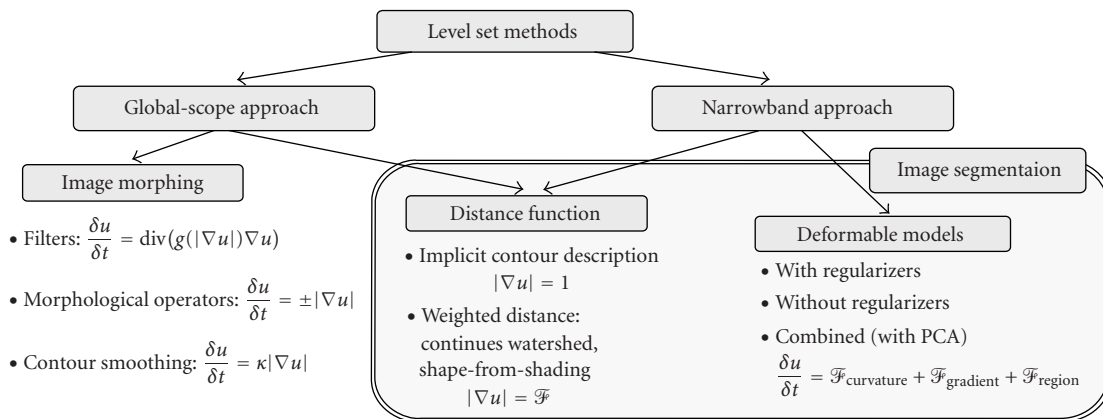 Level set methods
Global-scope approach
Narrowband approach
Image morphing
• Filters: δu/δt = div(g(|∇u|)∇u)
• Morphological operators: δu/δt = ±|∇u|
• Contour smoothing: δu/δt = κ|∇u|
Image segmentaion
Distance function
• Implicit contour description
|∇u| = 1
• Weighted distance:
continues watershed,
shape-from-shading
|∇u| = ℱ
Deformable models
• With regularizers
• Without regularizers
• Combined (with PCA)
δu/δt = ℱcurvature + ℱgradient + ℱregion